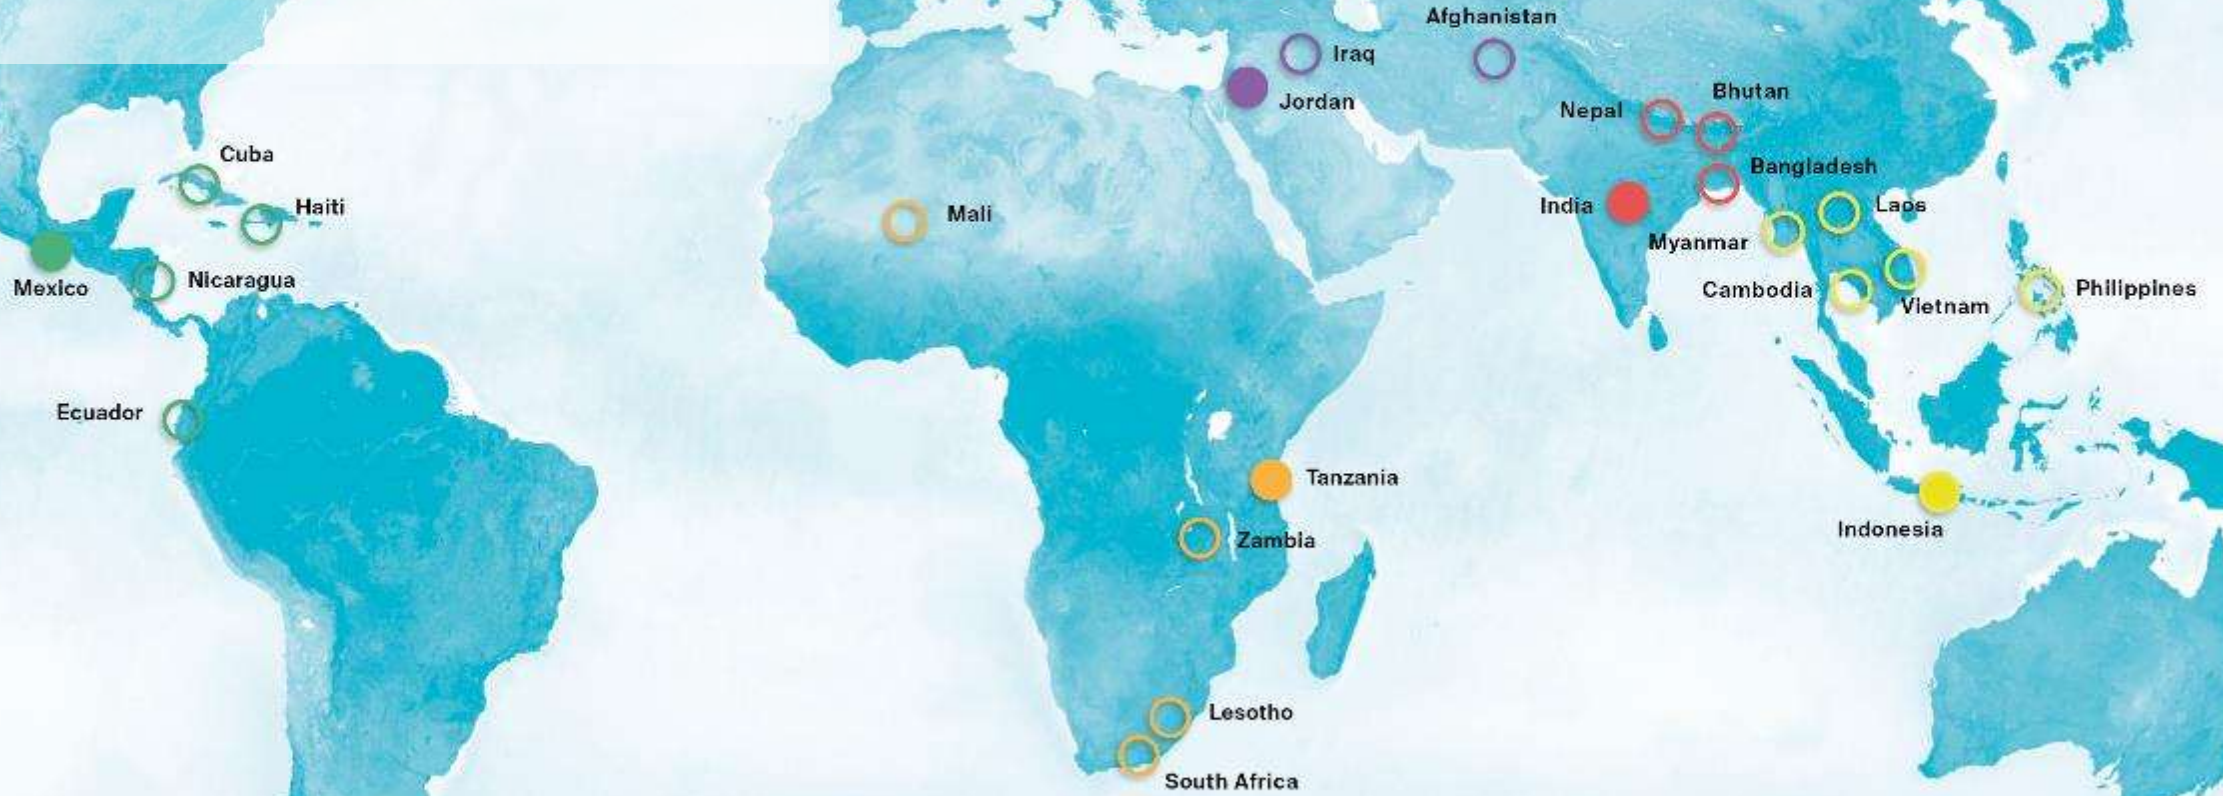 Afghanistan
Iraq
Jordan
Bhutan
Nepal
Cuba
Bangladesh
Haiti
Mali
India
Laos
Myanmar
Mexico
Nicaragua
Cambodia
Vietnam
Philippines
Ecuador
Tanzania
Indonesia
Zambia
Lesotho
South Africa